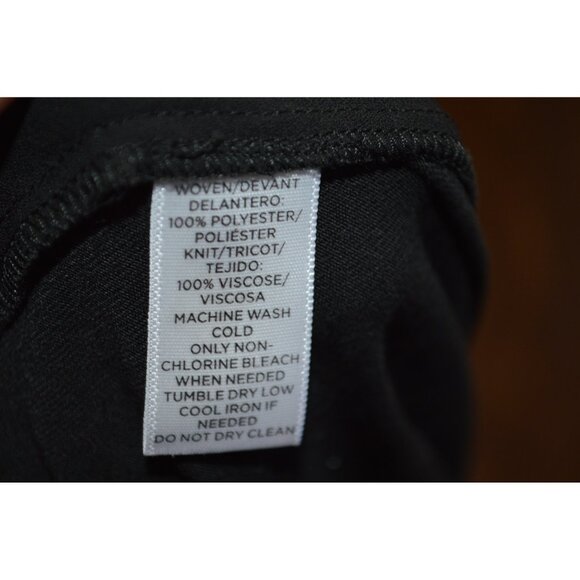 WOVEN/DEVANT
DELANTERO:
100% POLYESTER/
POLIÉSTER
KNIT/TRICOT/
TEJIDO:
100% VISCOSE/
VISCOSA
MACHINE WASH
COLD
ONLY NON-
CHLORINE BLEACH
WHEN NEEDED
TUMBLE DRY LOW
COOL IRON IF
NEEDED
DO NOT DRY CLEAN